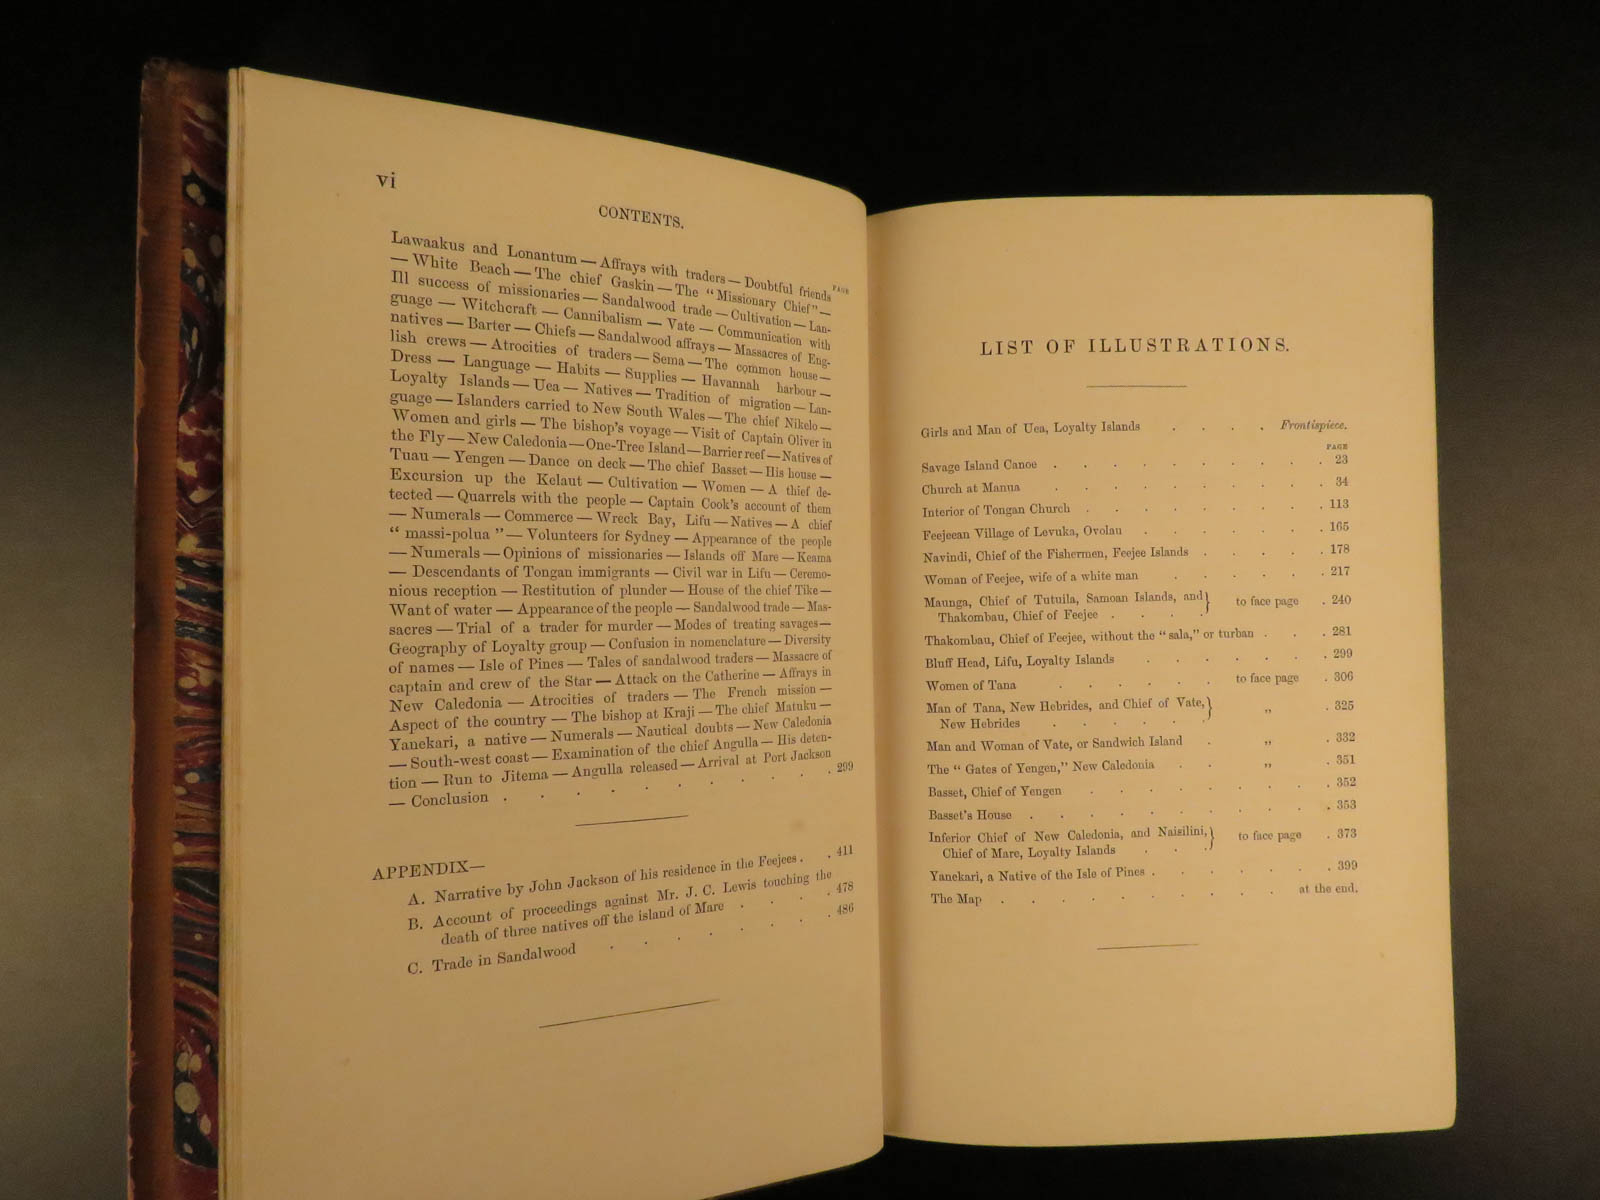 vi
CONTENTS.
PAGE
Lawaakus and Lonantum — Affrays with traders — Doubtful friends
— White Beach — The chief Gaskin — The "Missionary Chief" —
Ill success of missionaries — Sandalwood trade — Cultivation — Lan-
guage — Witchcraft — Cannibalism — Vate — Communication with
natives — Barter — Chiefs — Sandalwood affrays — Massacres of Eng-
lish crews — Atrocities of traders — Sema — The common house —
Dress — Language — Habits — Supplies — Havannah harbour —
Loyalty Islands — Uea — Natives — Tradition of migration — Lan-
guage — Islanders carried to New South Wales — The chief Nikelo —
Women and girls — The bishop's voyage — Visit of Captain Oliver in
the Fly — New Caledonia — One-Tree Island — Barrier reef — Natives of
Tuau — Yengen — Dance on deck — The chief Basset — His house —
Excursion up the Kelaut — Cultivation — Women — A thief de-
tected — Quarrels with the people — Captain Cook's account of them
— Numerals — Commerce — Wreck Bay, Lifu — Natives — A chief
"massi-polua" — Volunteers for Sydney — Appearance of the people
— Numerals — Opinions of missionaries — Islands off Mare — Keama
— Descendants of Tongan immigrants — Civil war in Lifu — Ceremo-
nious reception — Restitution of plunder — House of the chief Tike —
Want of water — Appearance of the people — Sandalwood trade — Mas-
sacres — Trial of a trader for murder — Modes of treating savages —
Geography of Loyalty group — Confusion in nomenclature — Diversity
of names — Isle of Pines — Tales of sandalwood traders — Massacre of
captain and crew of the Star — Attack on the Catherine — Affrays in
New Caledonia — Atrocities of traders — The French mission —
Aspect of the country — The bishop at Kraji — The chief Matuku —
Yanekari, a native — Numerals — Nautical doubts — New Caledonia
— South-west coast — Examination of the chief Angulla — His deten-
tion — Run to Jitema — Angulla released — Arrival at Port Jackson
— Conclusion . . . . . . . . . . 299
APPENDIX—
A. Narrative by John Jackson of his residence in the Feejees . . 411
B. Account of proceedings against Mr. J. C. Lewis touching the
death of three natives off the island of Mare . . . . 478
C. Trade in Sandalwood . . . . . . . . 486
LIST OF ILLUSTRATIONS.
Girls and Man of Uea, Loyalty Islands . . . . Frontispiece.
PAGE
Savage Island Canoe . . . . . . . . . . 23
Church at Manua . . . . . . . . . . 34
Interior of Tongan Church . . . . . . . . . 113
Feejeean Village of Levuka, Ovolau . . . . . . . 165
Navindi, Chief of the Fishermen, Feejee Islands . . . . . 178
Woman of Feejee, wife of a white man . . . . . . 217
Maunga, Chief of Tutuila, Samoan Islands, and } to face page . 240
Thakombau, Chief of Feejee . . . .
Thakombau, Chief of Feejee, without the "sala," or turban . . . 281
Bluff Head, Lifu, Loyalty Islands . . . . . . . 299
Women of Tana . . . . . . to face page . 306
Man of Tana, New Hebrides, and Chief of Vate, } „ . 325
New Hebrides . . . . . .
Man and Woman of Vate, or Sandwich Island . „ . 332
The "Gates of Yengen," New Caledonia . . „ . 351
Basset, Chief of Yengen . . . . . . . . 352
Basset's House . . . . . . . . . . 353
Inferior Chief of New Caledonia, and Naisilini, } to face page . 373
Chief of Mare, Loyalty Islands . . .
Yanekari, a Native of the Isle of Pines . . . . . . . 399
The Map . . . . . . . . . at the end.